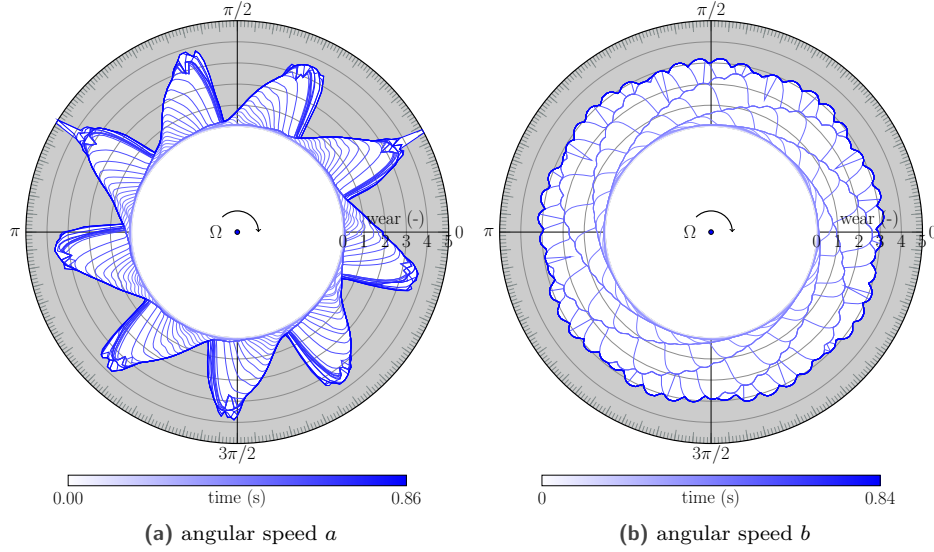 π/2
π/2
π
Ω
wear (-)
0 1 2 3 4 5
0
π
Ω
wear (-)
0 1 2 3 4 5
0
3π/2
3π/2
0.00
time (s)
0.86
0
time (s)
0.84
(a) angular speed a
(b) angular speed b